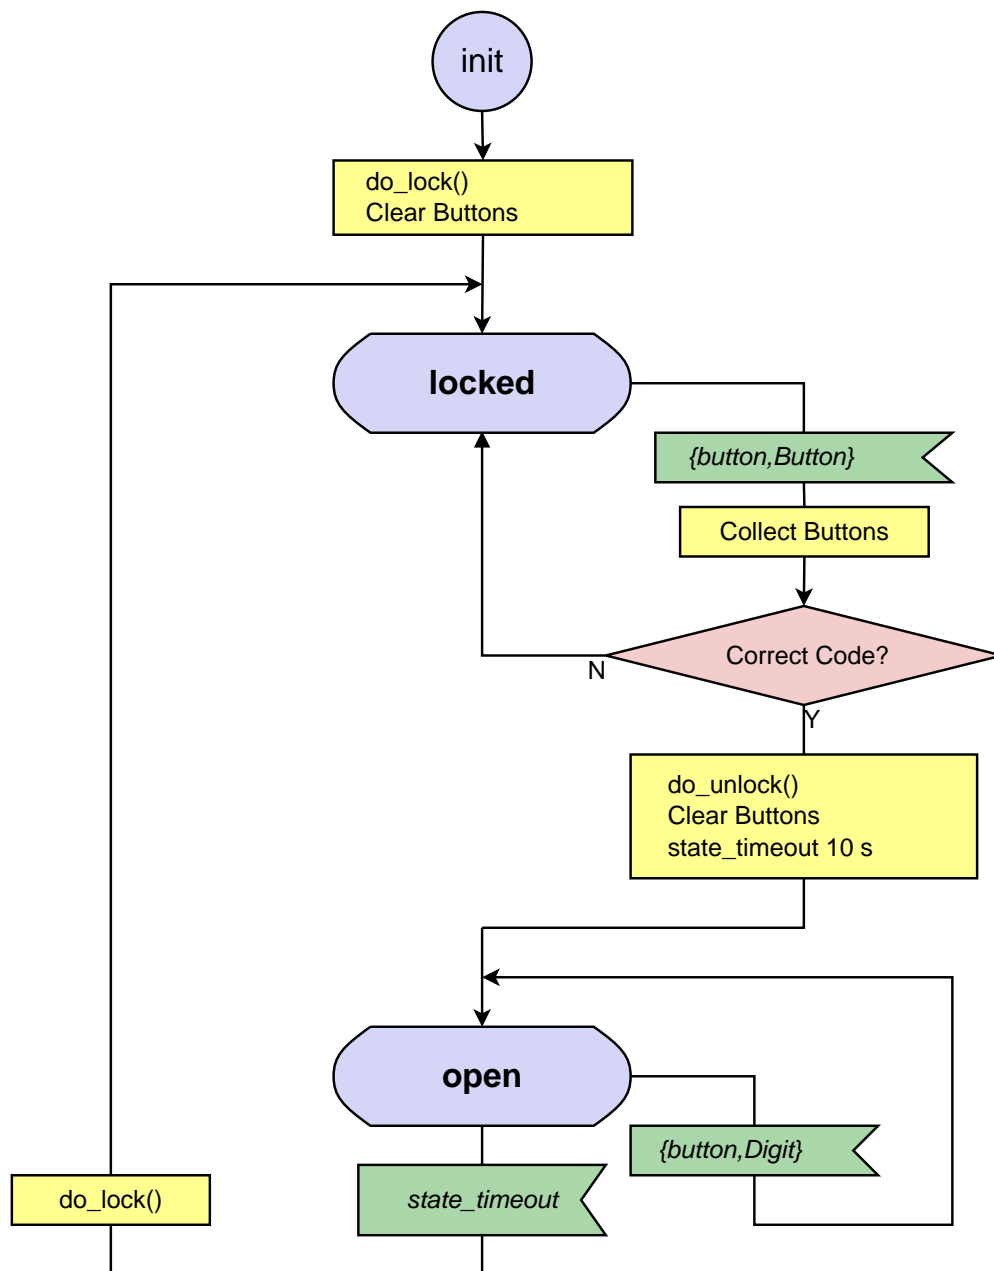 init
do_lock()
Clear Buttons
locked
{button,Button}
Collect Buttons
Correct Code?
N
Y
do_unlock()
Clear Buttons
state_timeout 10 s
open
{button,Digit}
do_lock()
state_timeout